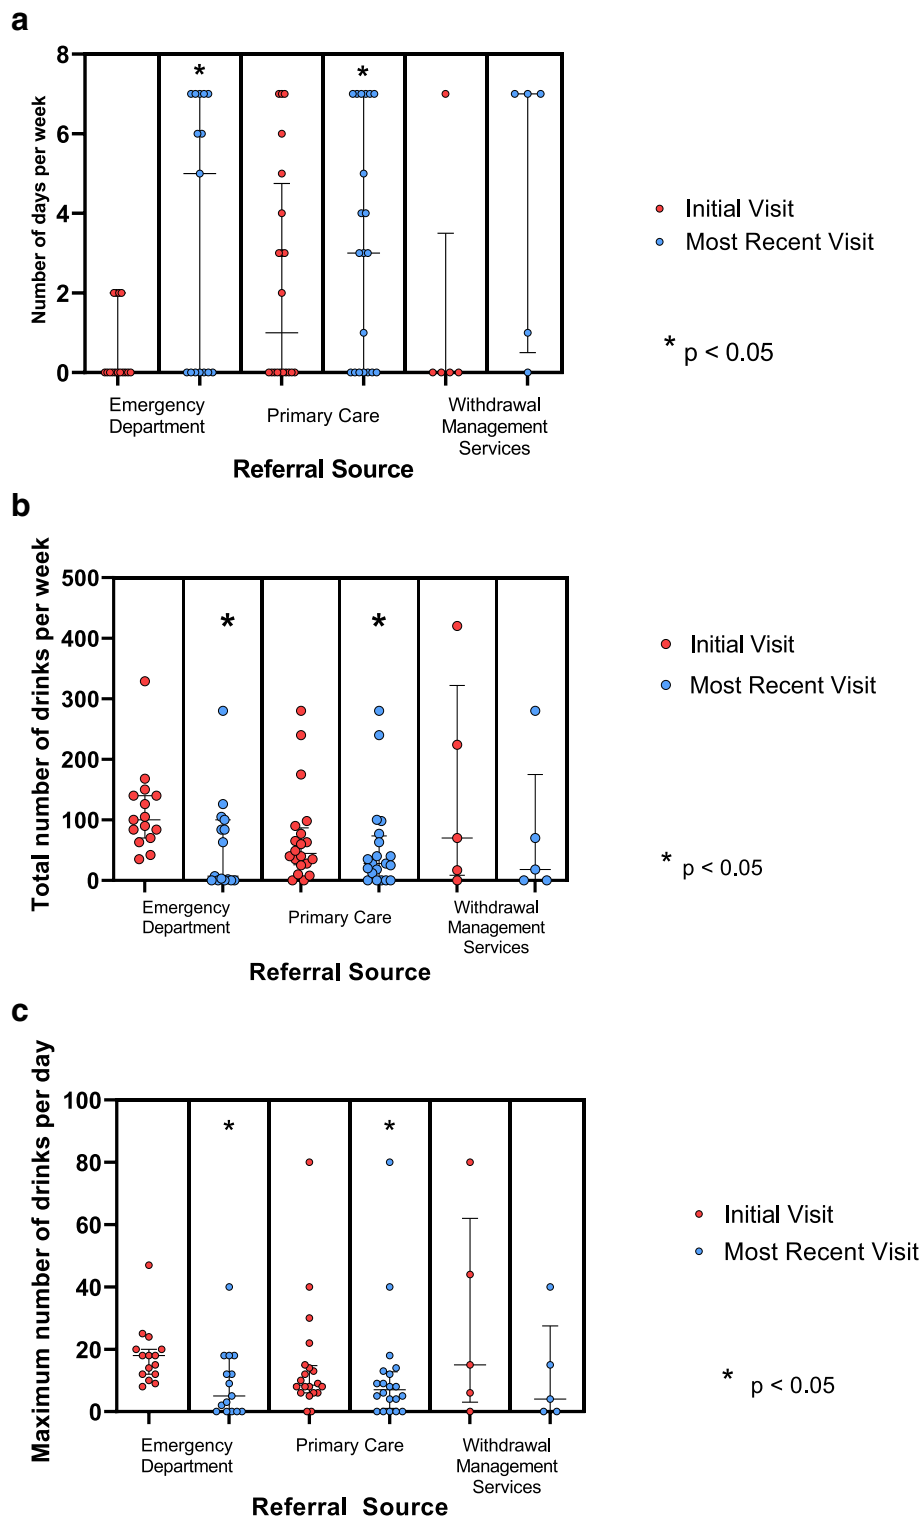 a
Number of days per week
8
6
4
2
0
*
*
Emergency
Department
Primary Care
Withdrawal
Management
Services
Referral Source
Initial Visit
Most Recent Visit
* p < 0.05
b
Total number of drinks per week
500
400
300
200
100
0
*
*
Emergency
Department
Primary Care
Withdrawal
Management
Services
Referral Source
Initial Visit
Most Recent Visit
* p < 0.05
c
Maximum number of drinks per day
100
80
60
40
20
0
*
*
Emergency
Department
Primary Care
Withdrawal
Management
Services
Referral Source
Initial Visit
Most Recent Visit
* p < 0.05